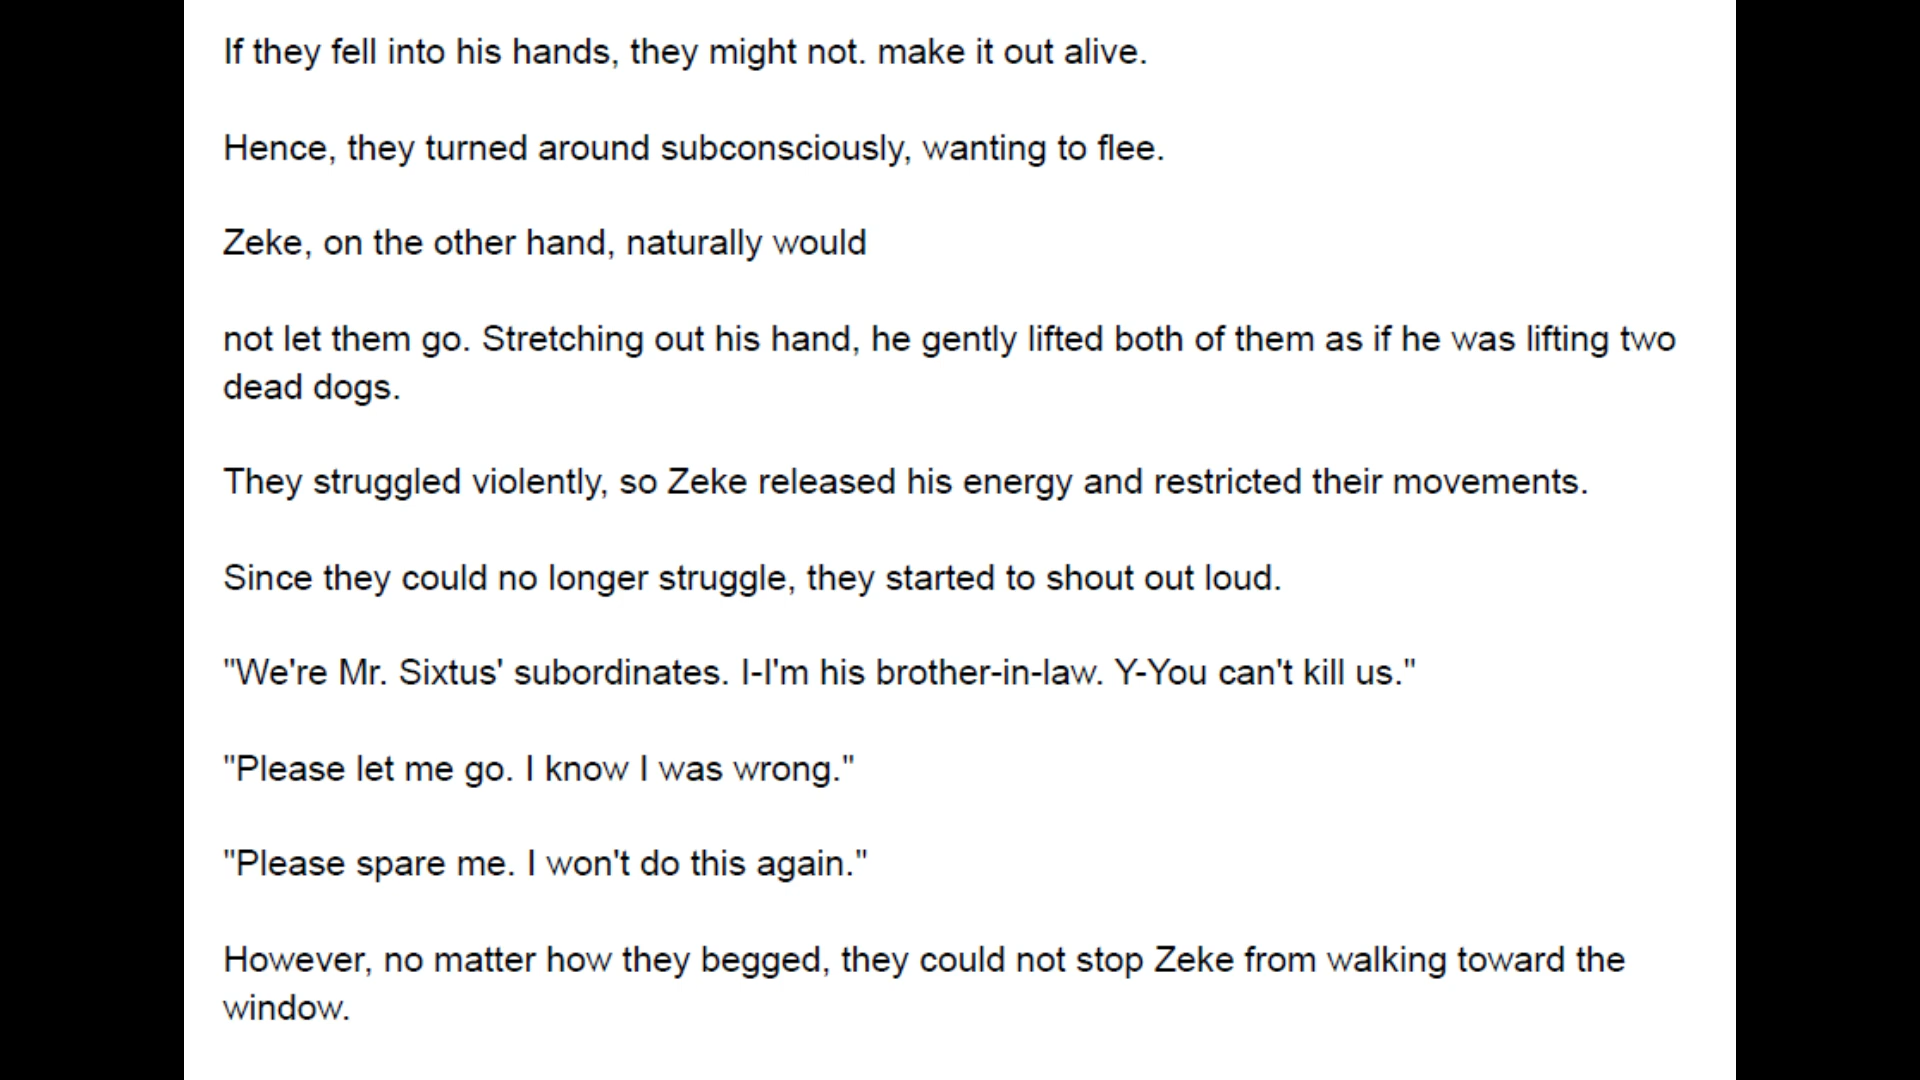 If they fell into his hands, they might not. make it out alive.
Hence, they turned around subconsciously, wanting to flee.
Zeke, on the other hand, naturally would
not let them go. Stretching out his hand, he gently lifted both of them as if he was lifting two
dead dogs.
They struggled violently, so Zeke released his energy and restricted their movements.
Since they could no longer struggle, they started to shout out loud.
"We're Mr. Sixtus' subordinates. I-I'm his brother-in-law. Y-You can't kill us."
"Please let me go. I know I was wrong."
"Please spare me. I won't do this again."
However, no matter how they begged, they could not stop Zeke from walking toward the
window.